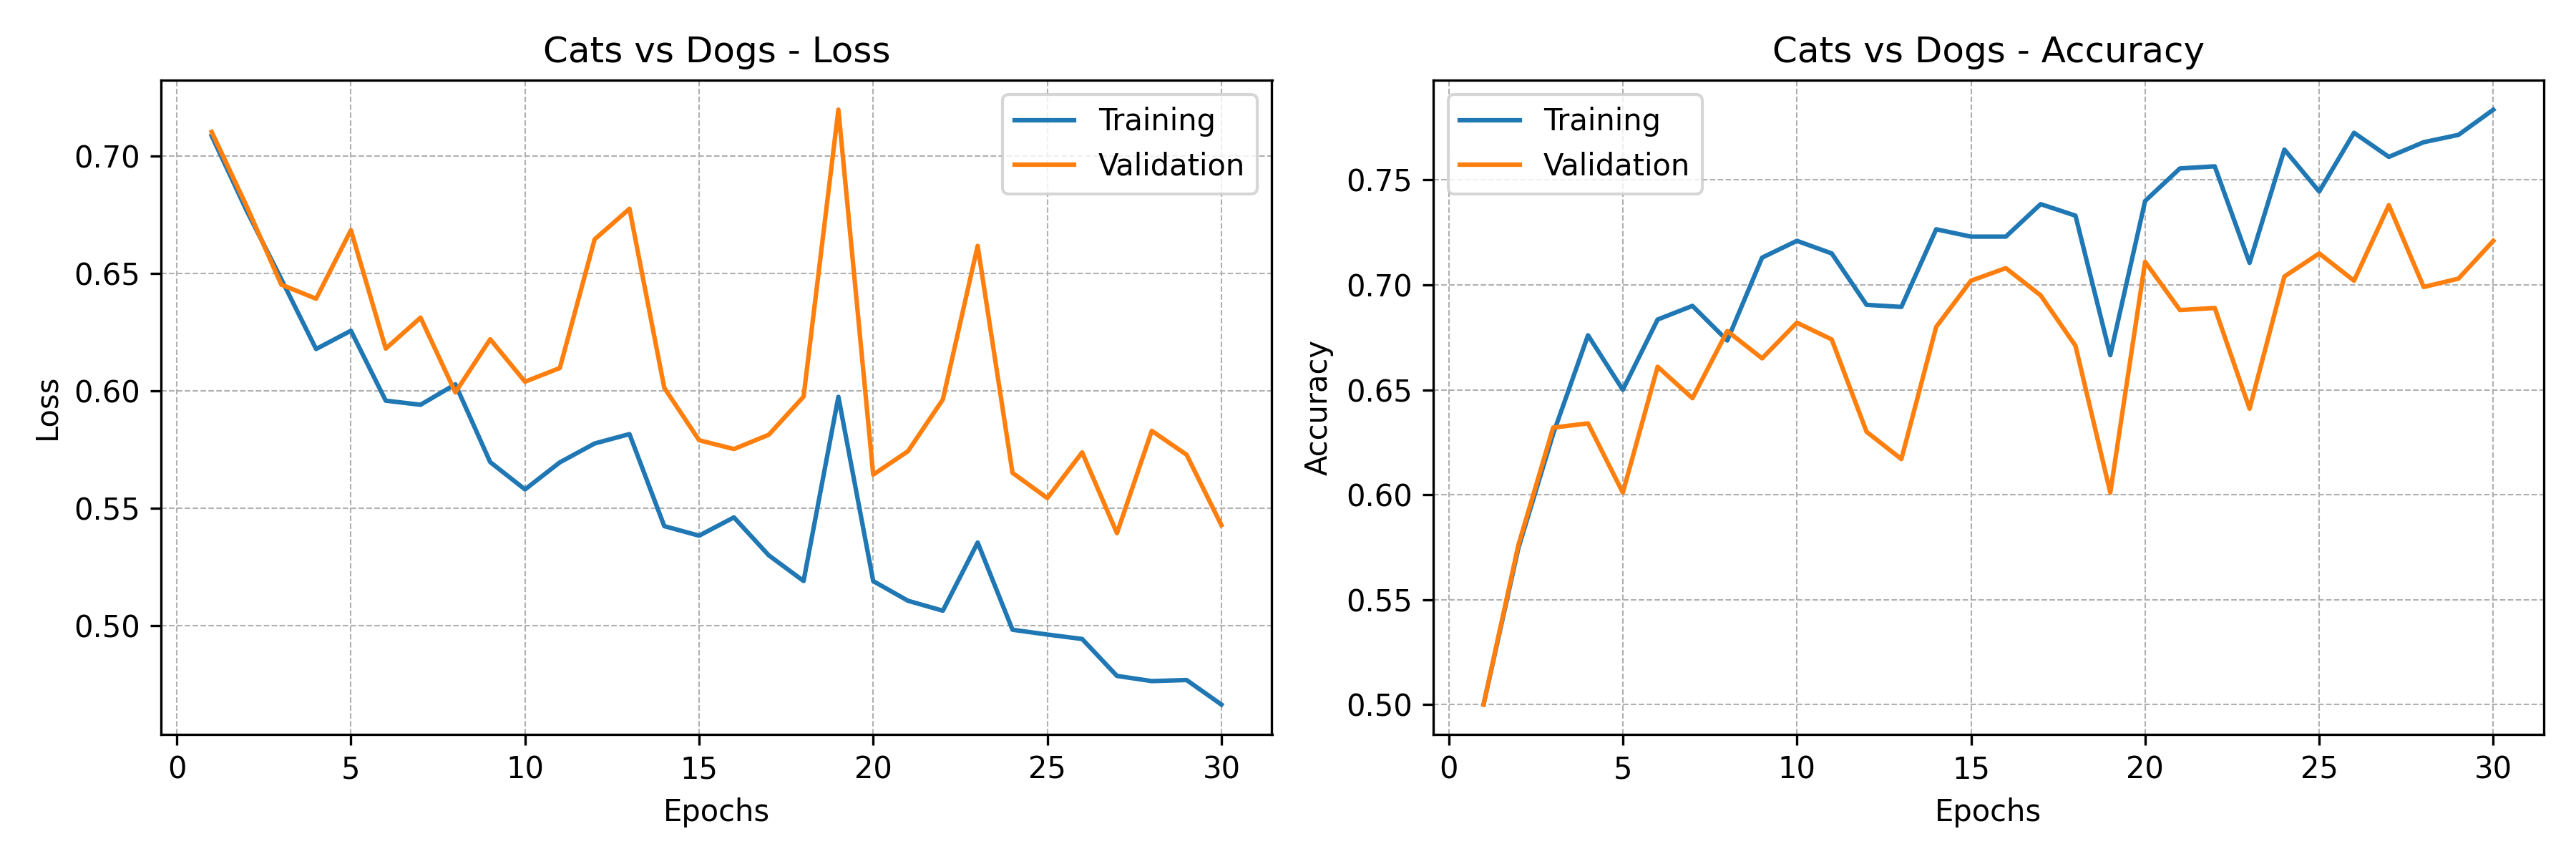 Cats vs Dogs - Loss
Training
Validation
0.70
0.65
0.60
0.55
0.50
Loss
0 5 10 15 20 25 30
Epochs
Cats vs Dogs - Accuracy
Training
Validation
0.75
0.70
0.65
0.60
0.55
0.50
Accuracy
0 5 10 15 20 25 30
Epochs